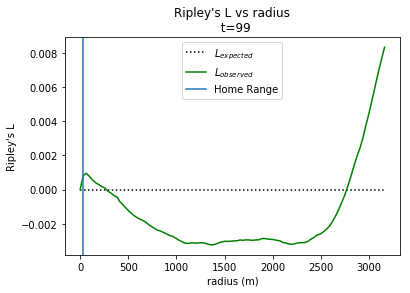 Ripley's L vs radius
t=99
L_expected
L_observed
Home Range
Ripley's L
0.008
0.006
0.004
0.002
0.000
−0.002
0 500 1000 1500 2000 2500 3000
radius (m)